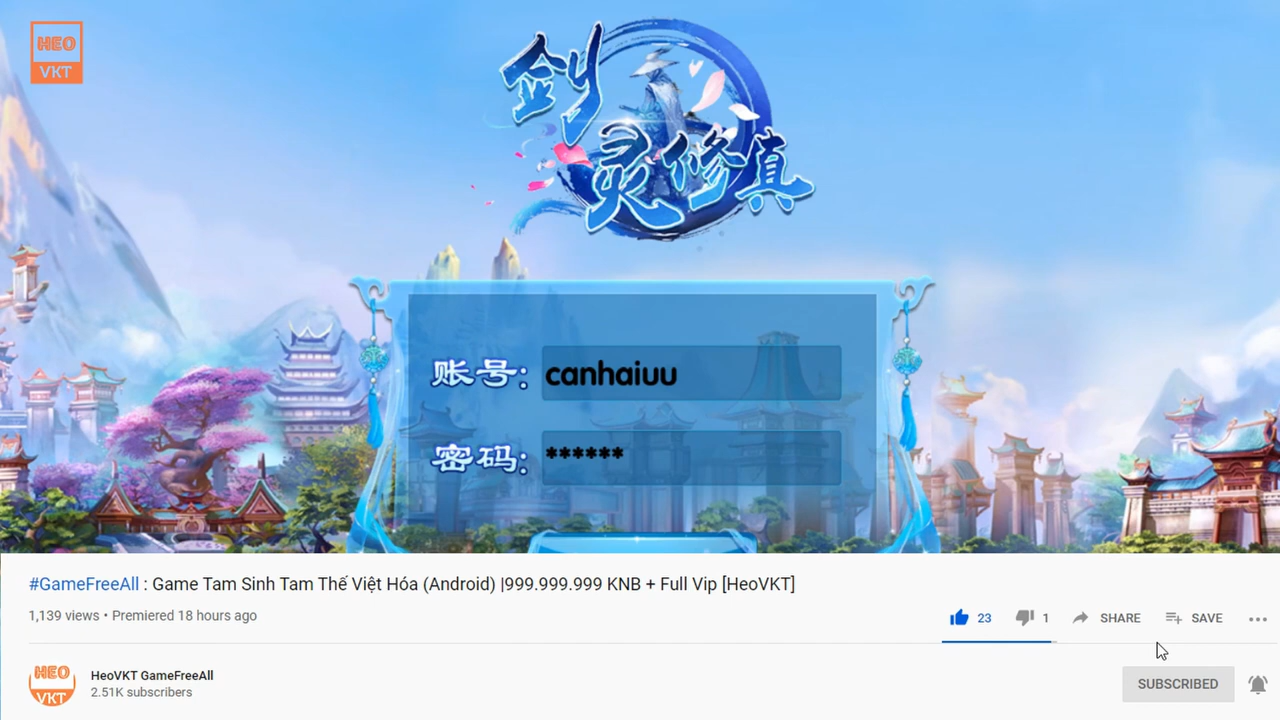 HEO
VKT
剑
灵修真
账号: canhaiuu
密码: ******
#GameFreeAll : Game Tam Sinh Tam Thế Việt Hóa (Android) |999.999.999 KNB + Full Vip [HeoVKT]
1,139 views • Premiered 18 hours ago
23 1 SHARE SAVE
HEO
VKT
HeoVKT GameFreeAll
2.51K subscribers
SUBSCRIBED